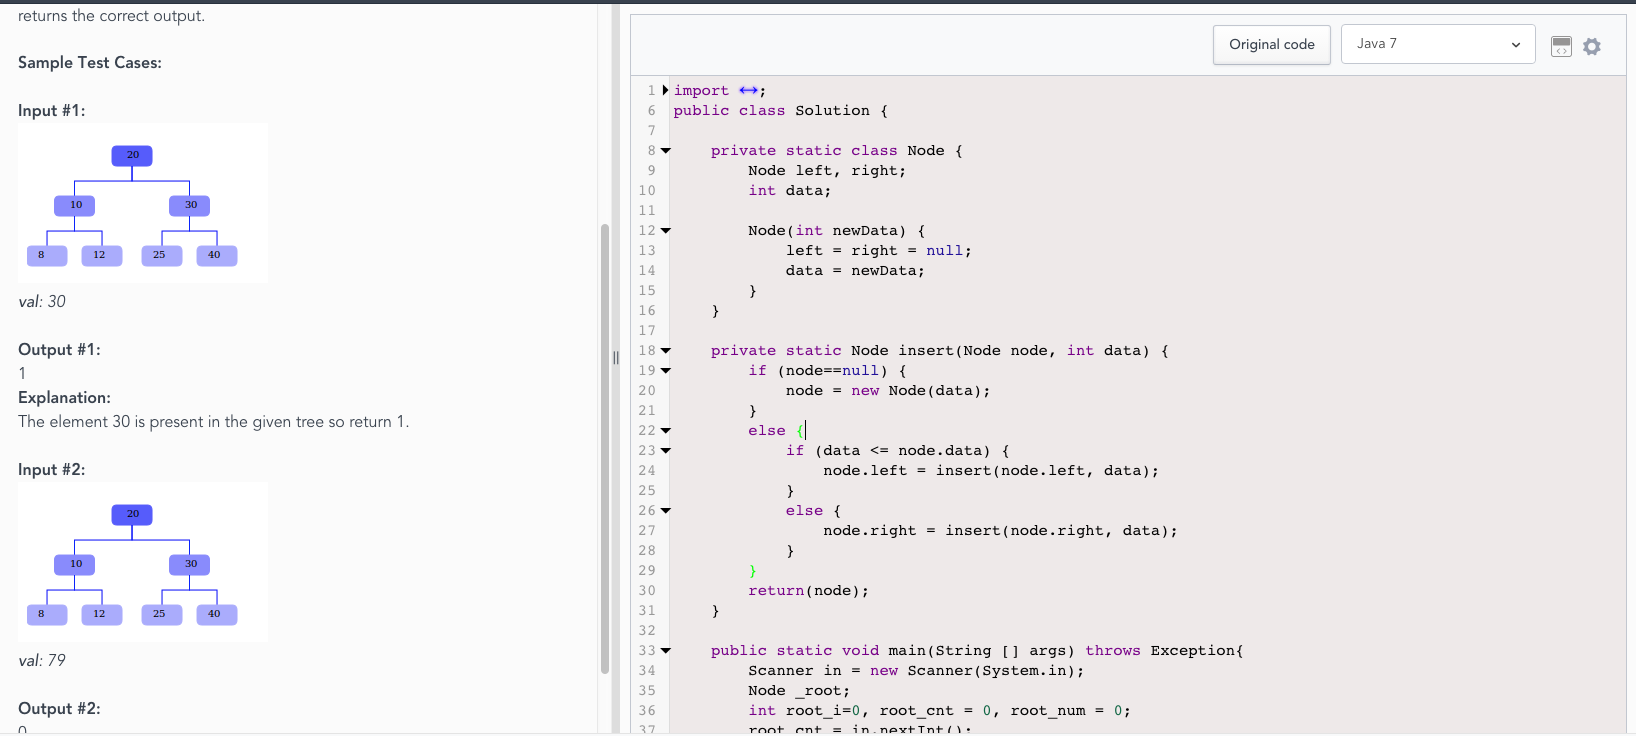 returns the correct output.
Sample Test Cases:
Input #1:
20
10 30
8 12 25 40
val: 30
Output #1:
1
Explanation:
The element 30 is present in the given tree so return 1.
Input #2:
20
10 30
8 12 25 40
val: 79
Output #2:
0
Original code
Java 7
1 import ↔;
6 public class Solution {
7
8 private static class Node {
9 Node left, right;
10 int data;
11
12 Node(int newData) {
13 left = right = null;
14 data = newData;
15 }
16 }
17
18 private static Node insert(Node node, int data) {
19 if (node==null) {
20 node = new Node(data);
21 }
22 else {
23 if (data <= node.data) {
24 node.left = insert(node.left, data);
25 }
26 else {
27 node.right = insert(node.right, data);
28 }
29 }
30 return(node);
31 }
32
33 public static void main(String [] args) throws Exception{
34 Scanner in = new Scanner(System.in);
35 Node _root;
36 int root_i=0, root_cnt = 0, root_num = 0;
37 root_cnt = in.nextInt();